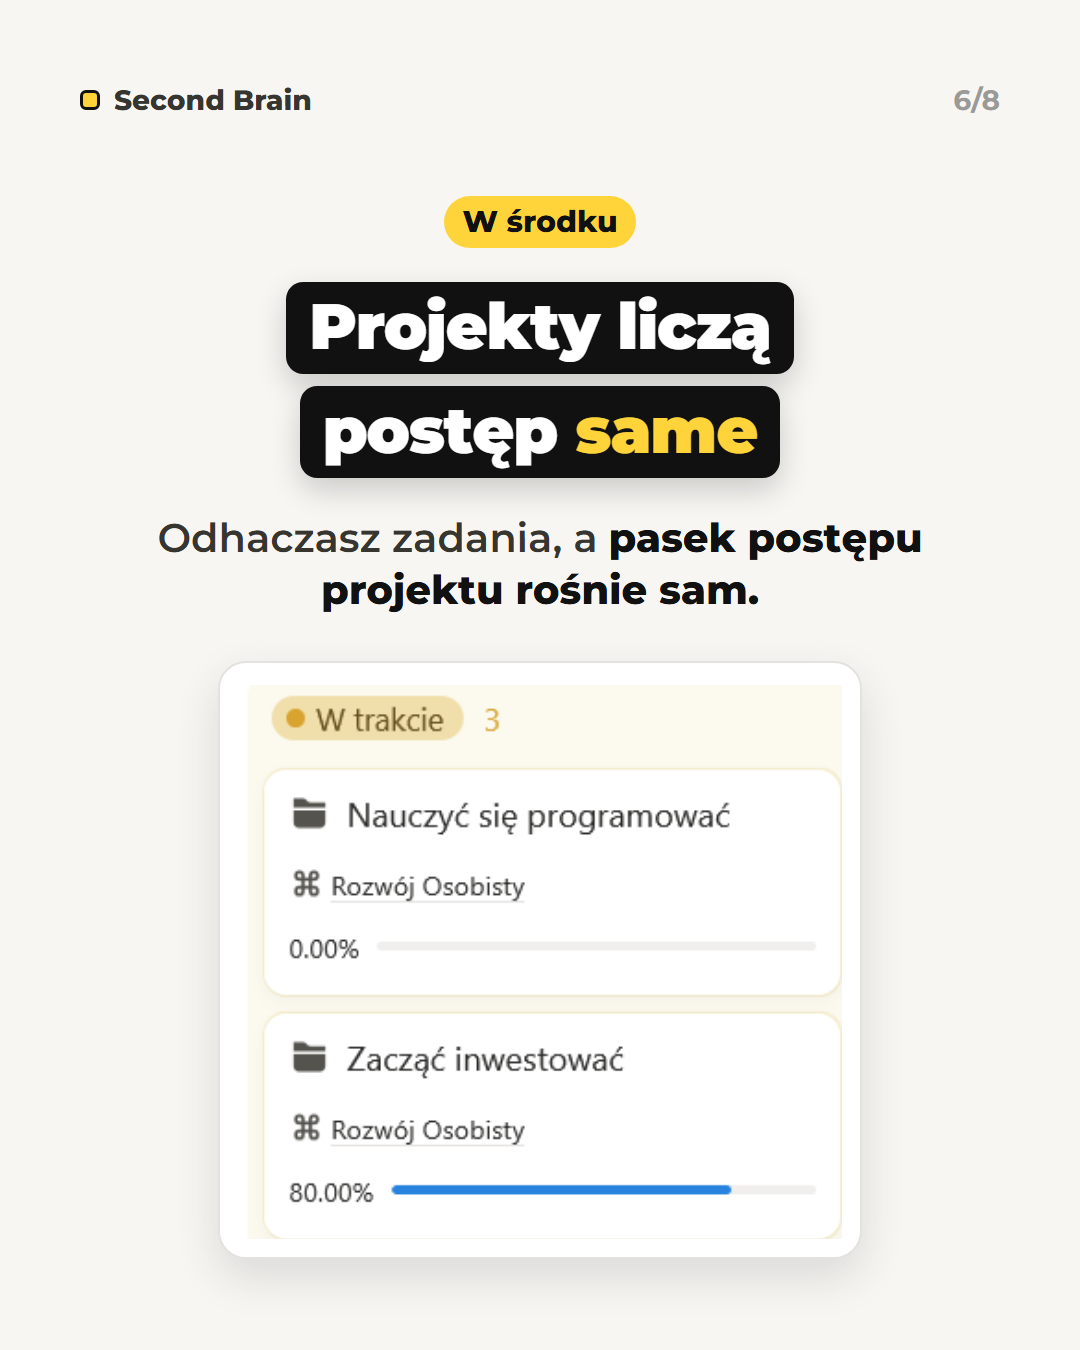 Second Brain
6/8
W środku
Projekty liczą
postęp same
Odhaczasz zadania, a pasek postępu
projektu rośnie sam.
W trakcie 3
Nauczyć się programować
Rozwój Osobisty
0.00%
Zacząć inwestować
Rozwój Osobisty
80.00%